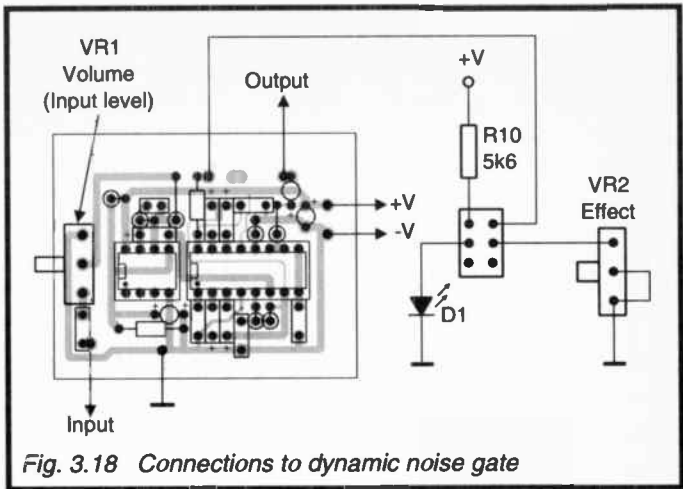 VR1
Volume
(Input level)
Output
+V
R10
5k6
VR2
Effect
+V
-V
D1
Input
Fig. 3.18 Connections to dynamic noise gate